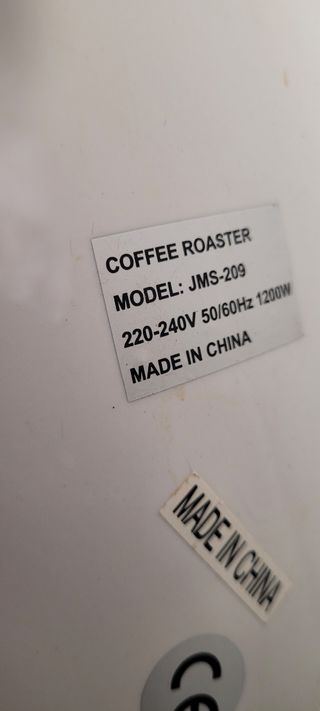 COFFEE ROASTER
MODEL: JMS-209
220-240V 50/60Hz 1200W
MADE IN CHINA
MADE IN CHINA
CE